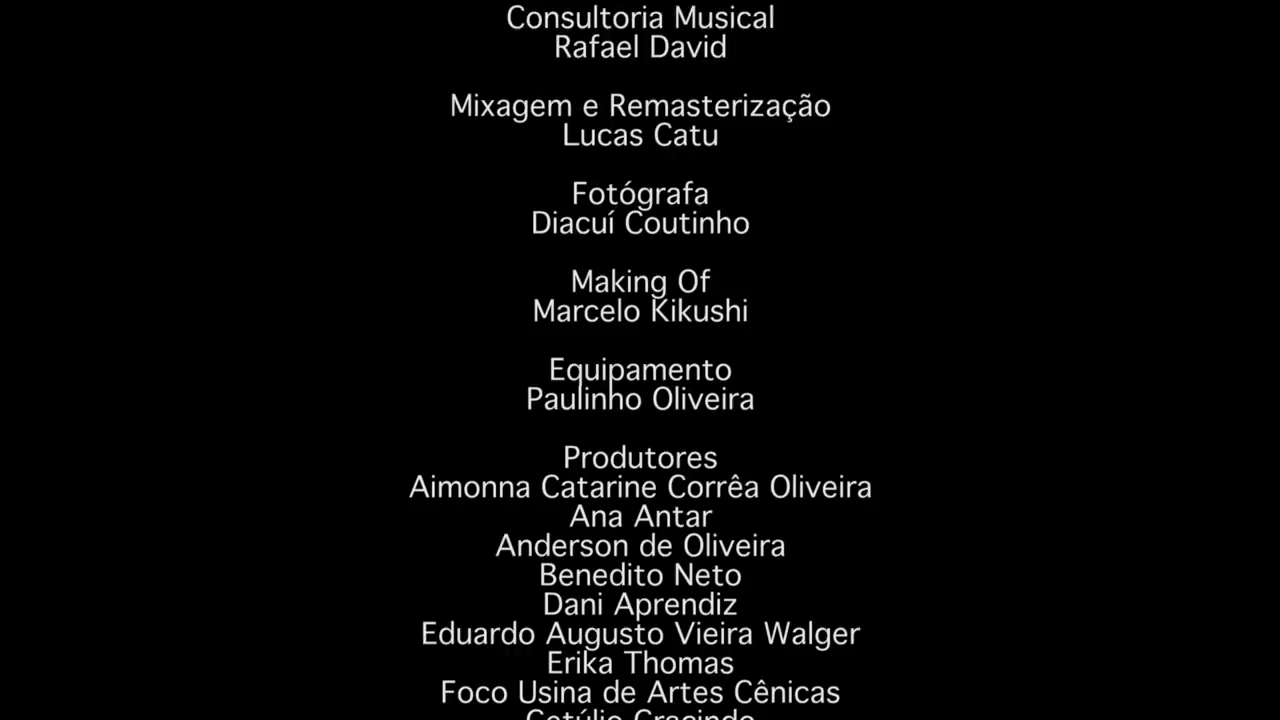 Consultoria Musical
Rafael David
Mixagem e Remasterização
Lucas Catu
Fotógrafa
Diacuí Coutinho
Making Of
Marcelo Kikushi
Equipamento
Paulinho Oliveira
Produtores
Aimonna Catarine Corrêa Oliveira
Ana Antar
Anderson de Oliveira
Benedito Neto
Dani Aprendiz
Eduardo Augusto Vieira Walger
Erika Thomas
Foco Usina de Artes Cênicas
Getúlio Gracindo